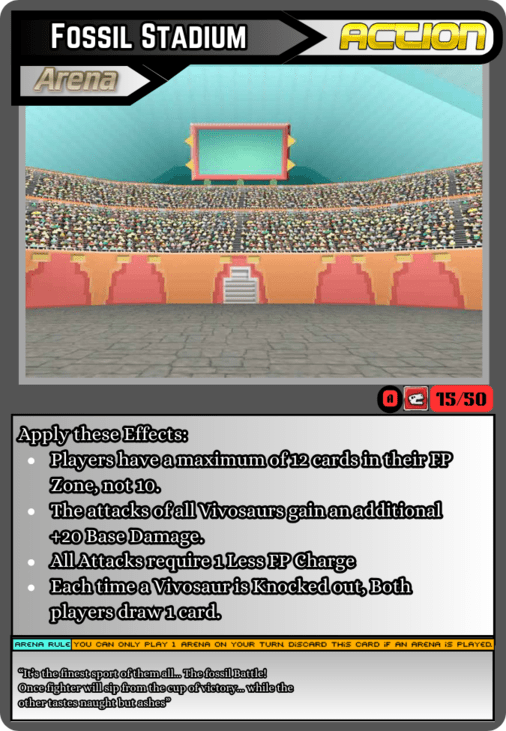 Fossil Stadium
ACTION
Arena
A
15/50
Apply these Effects:
• Players have a maximum of 12 cards in their FP
Zone, not 10.
• The attacks of all Vivosaurs gain an additional
+20 Base Damage.
• All Attacks require 1 Less FP Charge
• Each time a Vivosaur is Knocked out, Both
players draw 1 card.
ARENA RULE YOU CAN ONLY PLAY 1 ARENA ON YOUR TURN. DISCARD THIS CARD IF AN ARENA IS PLAYED.
"It's the finest sport of them all... The fossil Battle!
Once fighter will sip from the cup of victory... while the
other tastes naught but ashes"